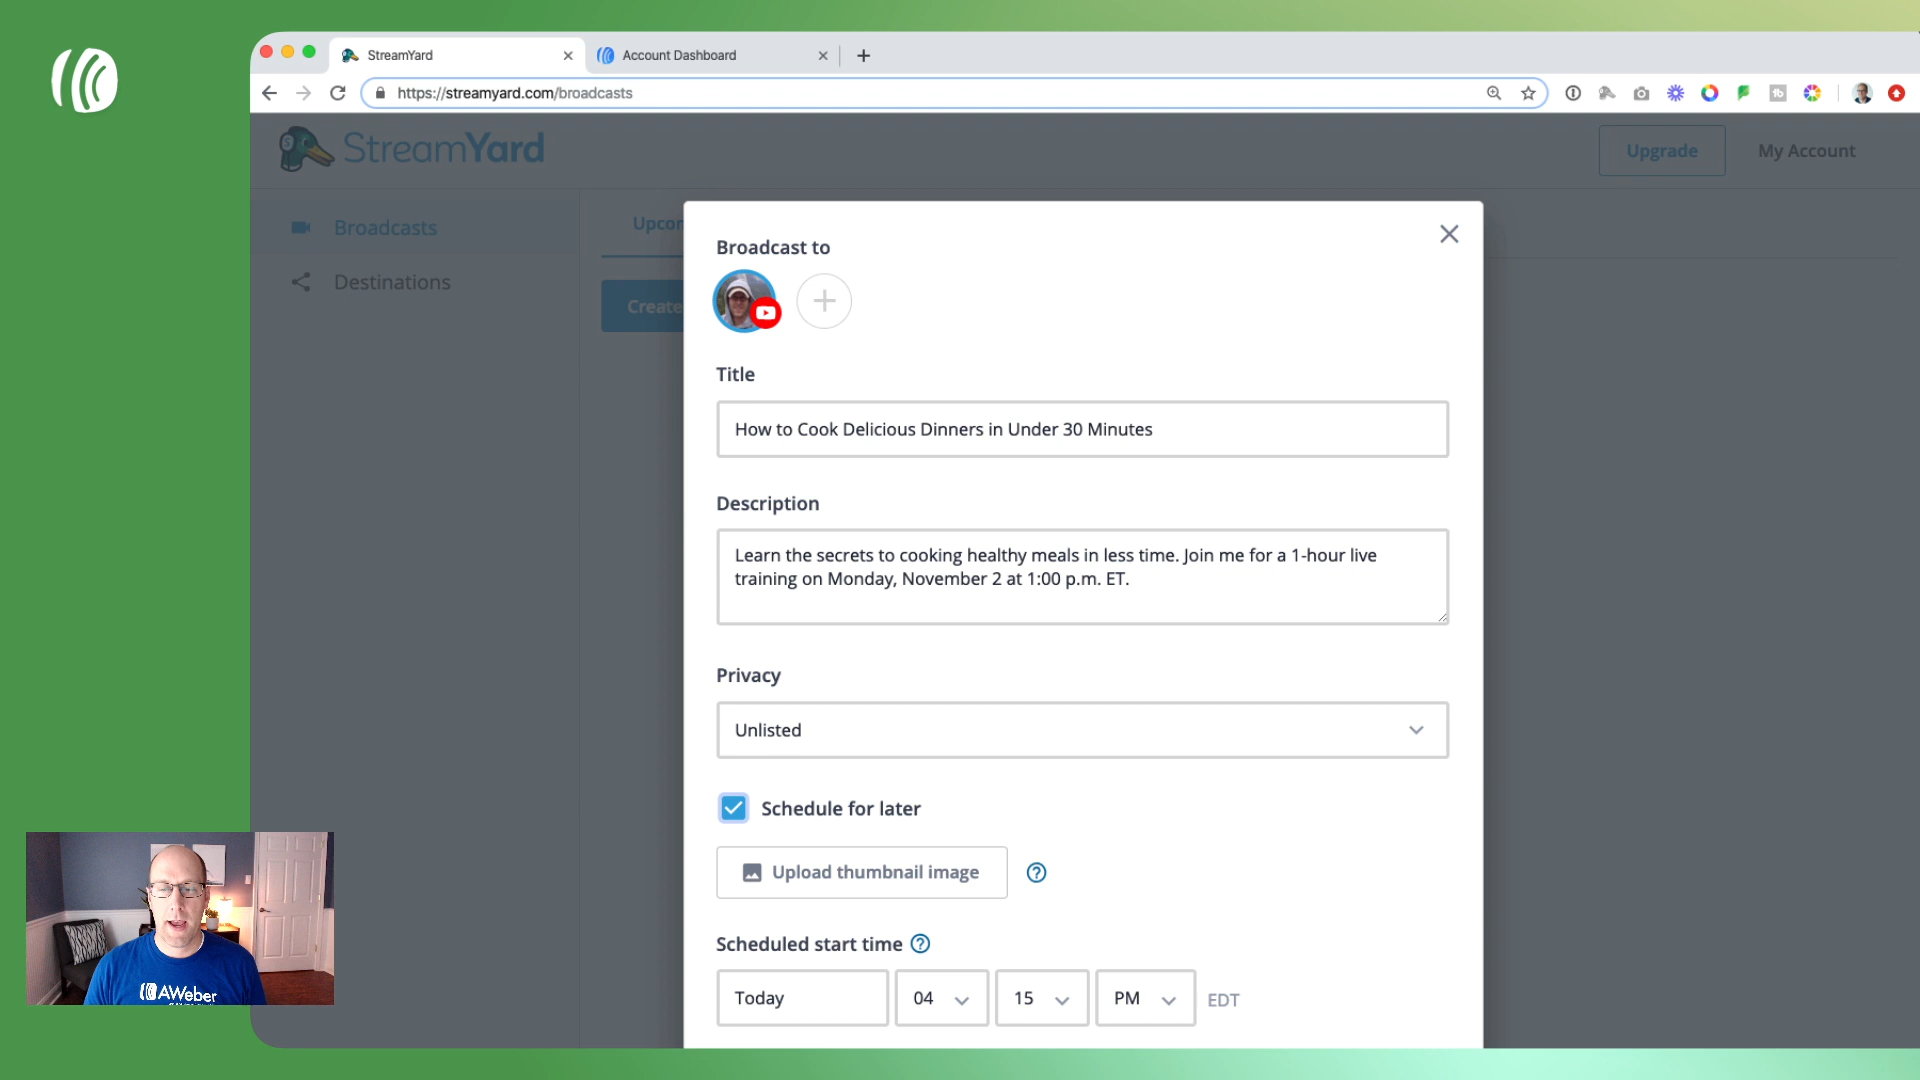 StreamYard
Account Dashboard
https://streamyard.com/broadcasts
StreamYard
Upgrade
My Account
Broadcasts
Destinations
Upcom
Create
Broadcast to
Title
How to Cook Delicious Dinners in Under 30 Minutes
Description
Learn the secrets to cooking healthy meals in less time. Join me for a 1-hour live
training on Monday, November 2 at 1:00 p.m. ET.
Privacy
Unlisted
Schedule for later
Upload thumbnail image
Scheduled start time
Today
04
15
PM
EDT
AWeber